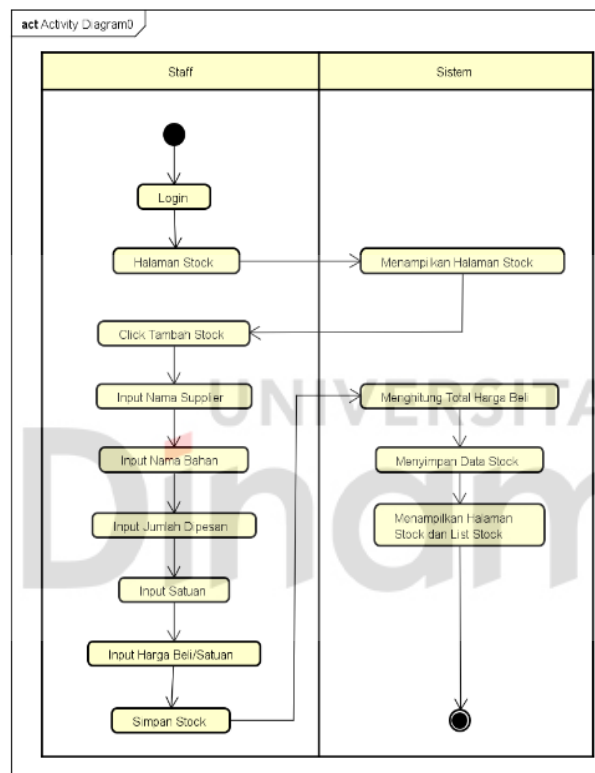 act Activity Diagram0
Staff
Sistem
Login
Halaman Stock
Menampilkan Halaman Stock
Click Tambah Stock
Input Nama Supplier
Menghitung Total Harga Beli
UNIVERSITA
Input Nama Bahan
Menyimpan Data Stock
Input Jumlah Dipesan
Menampilkan Halaman
Stock dan List Stock
Dinam
Input Satuan
Input Harga Beli/Satuan
Simpan Stock